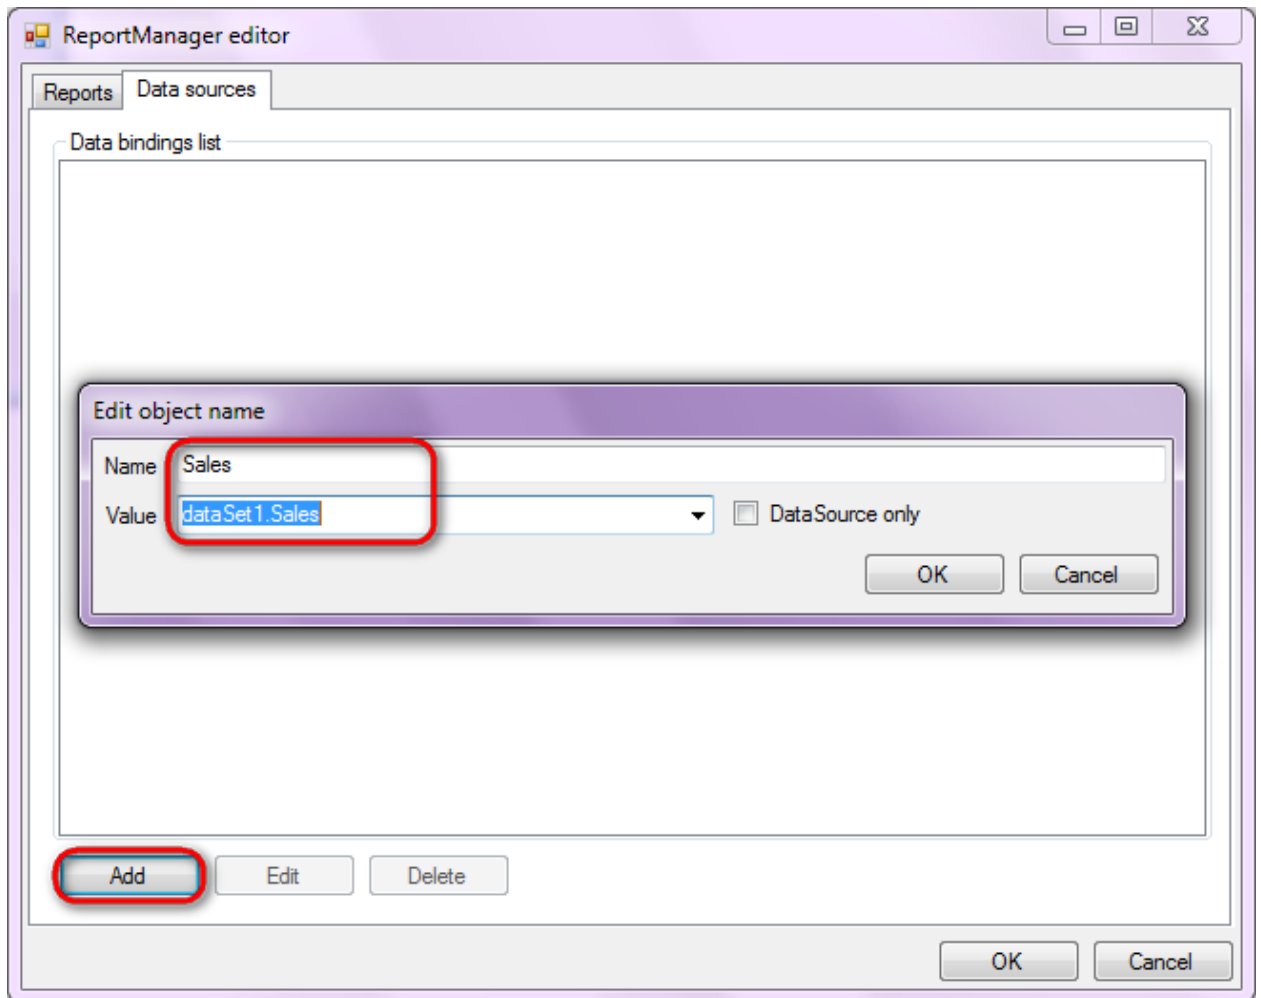 ReportManager editor
Reports Data sources
Data bindings list
Edit object name
Name Sales
Value dataSet1.Sales DataSource only
OK Cancel
Add Edit Delete
OK Cancel